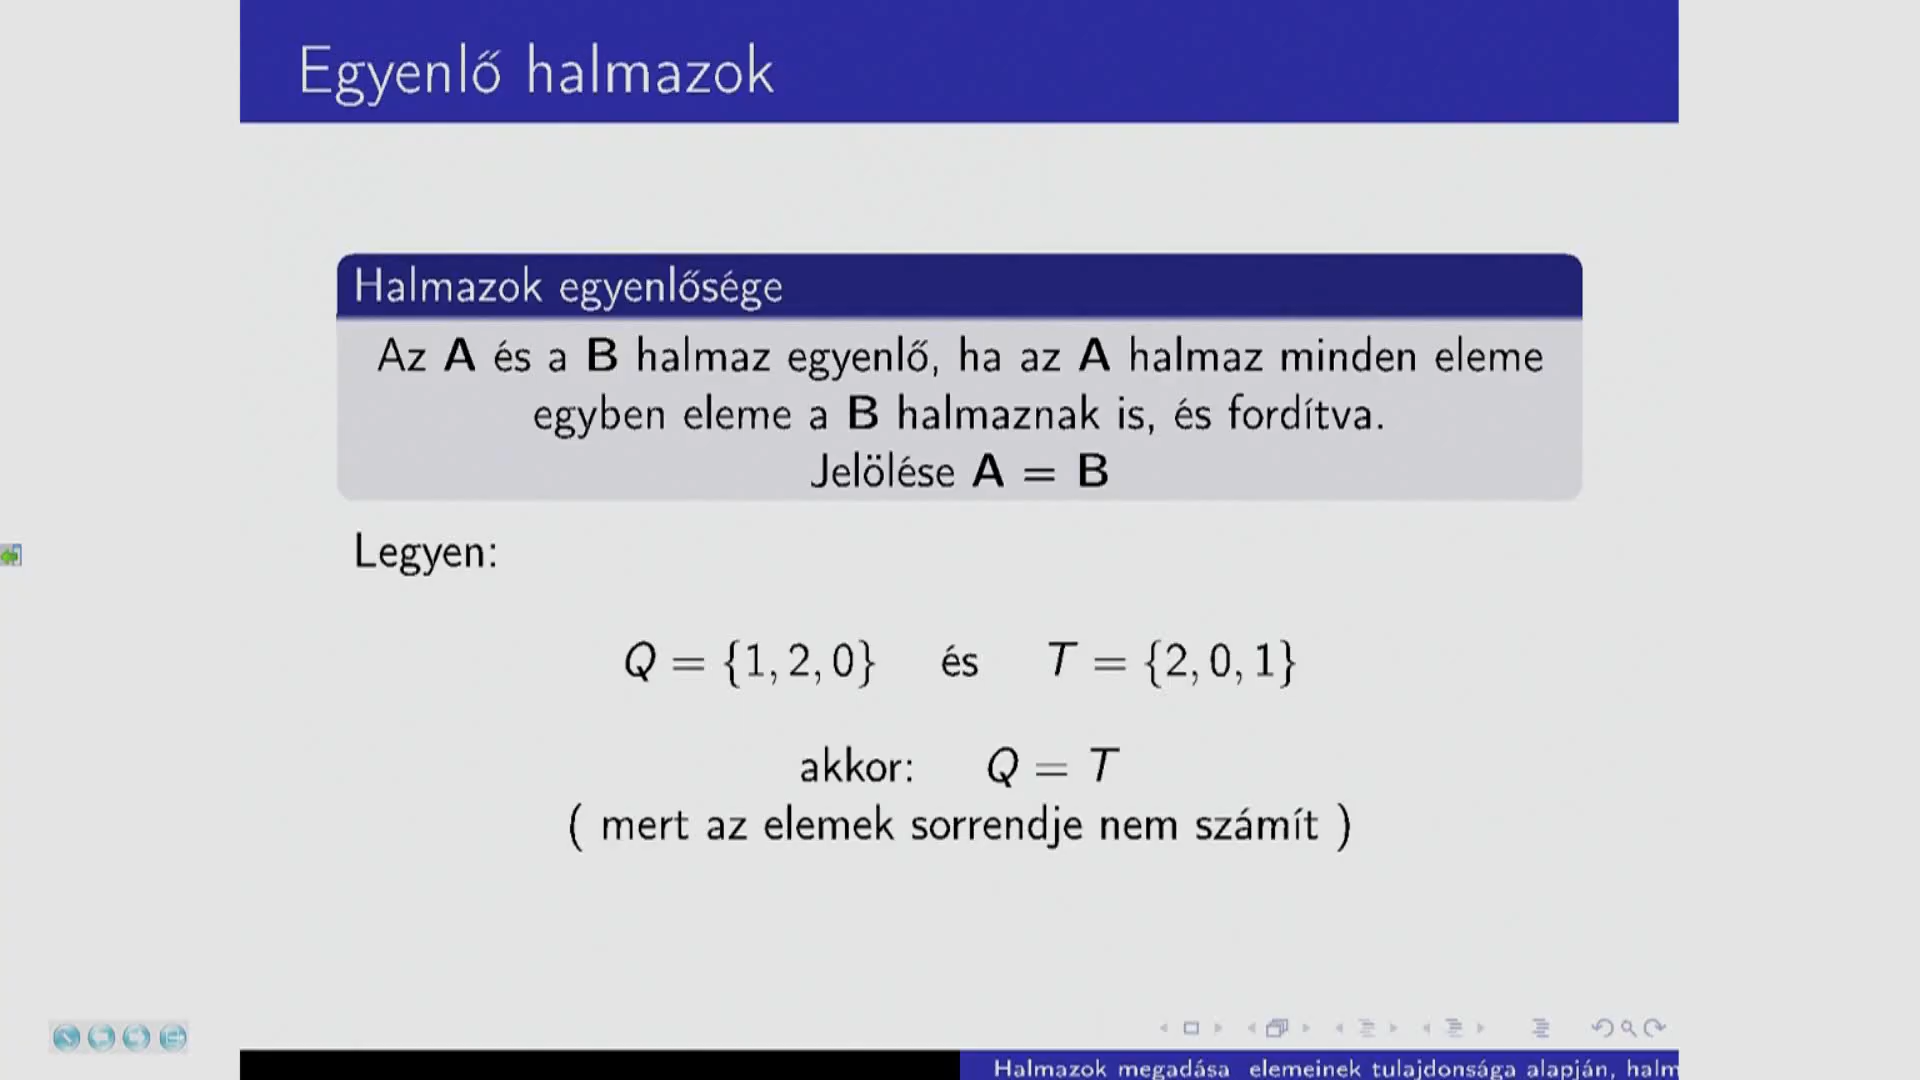 Egyenlő halmazok
Halmazok egyenlősége
Az A és a B halmaz egyenlő, ha az A halmaz minden eleme
egyben eleme a B halmaznak is, és fordítva.
Jelölése A = B
Legyen:
Q = {1, 2, 0} és T = {2, 0, 1}
akkor: Q = T
( mert az elemek sorrendje nem számít )
Halmazok megadása elemeinek tulajdonsága alapján, halm